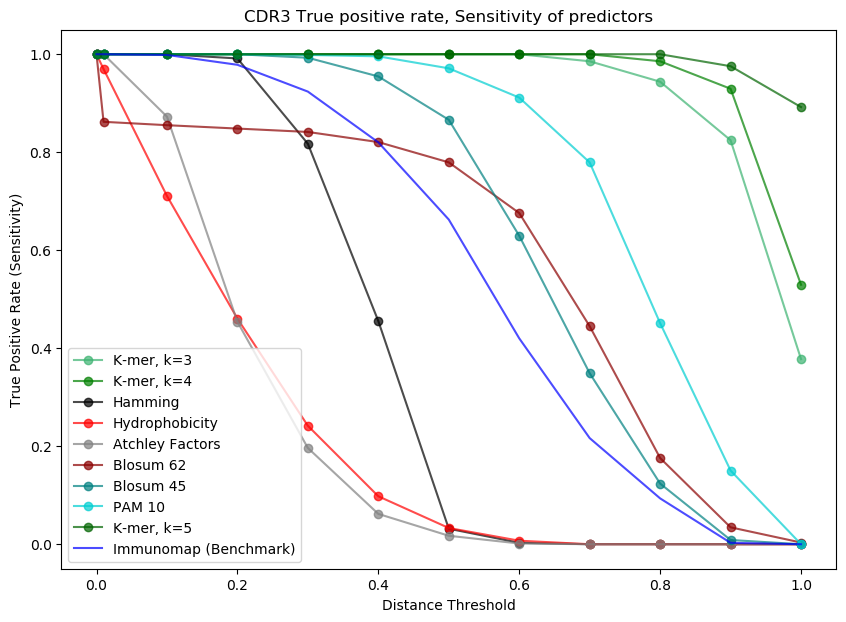 CDR3 True positive rate, Sensitivity of predictors
True Positive Rate (Sensitivity)
1.0
0.8
0.6
0.4
0.2
0.0
K-mer, k=3
K-mer, k=4
Hamming
Hydrophobicity
Atchley Factors
Blosum 62
Blosum 45
PAM 10
K-mer, k=5
Immunomap (Benchmark)
0.0 0.2 0.4 0.6 0.8 1.0
Distance Threshold